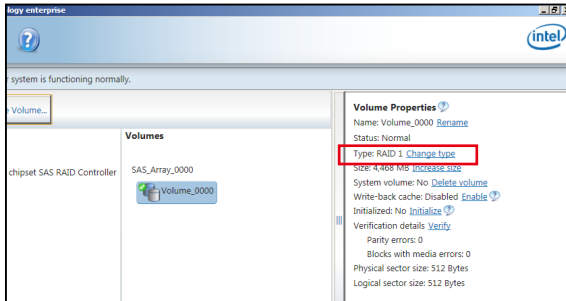 logy enterprise
?
intel
r system is functioning normally.
e Volume...
chipset SAS RAID Controller
Volumes
SAS_Array_0000
Volume_0000
Volume Properties ?
Name: Volume_0000 Rename
Status: Normal
Type: RAID 1 Change type
Size: 4,468 MB Increase size
System volume: No Delete volume
Write-back cache: Disabled Enable ?
Initialized: No Initialize ?
Verification details Verify
Parity errors: 0
Blocks with media errors: 0
Physical sector size: 512 Bytes
Logical sector size: 512 Bytes